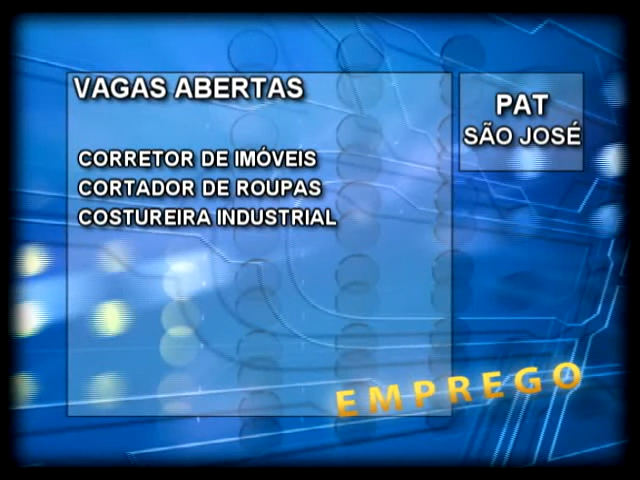 VAGAS ABERTAS
CORRETOR DE IMÓVEIS
CORTADOR DE ROUPAS
COSTUREIRA INDUSTRIAL
PAT
SÃO JOSÉ
EMPREGO